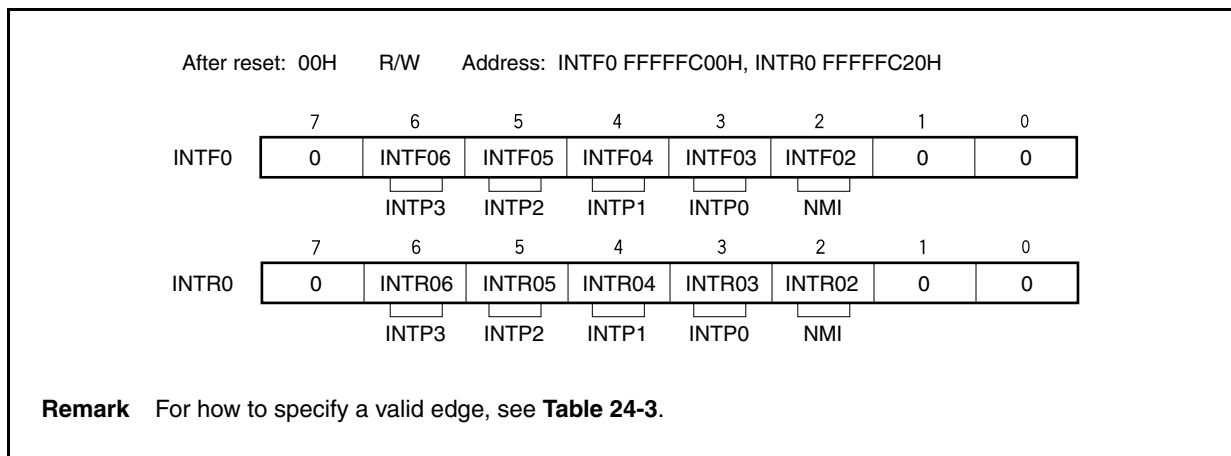 After reset: 00H R/W Address: INTF0 FFFFFC00H, INTR0 FFFFFC20H
7 6 5 4 3 2 1 0
INTF0 0 INTF06 INTF05 INTF04 INTF03 INTF02 0 0
INTP3 INTP2 INTP1 INTP0 NMI
7 6 5 4 3 2 1 0
INTR0 0 INTR06 INTR05 INTR04 INTR03 INTR02 0 0
INTP3 INTP2 INTP1 INTP0 NMI
Remark For how to specify a valid edge, see Table 24-3.